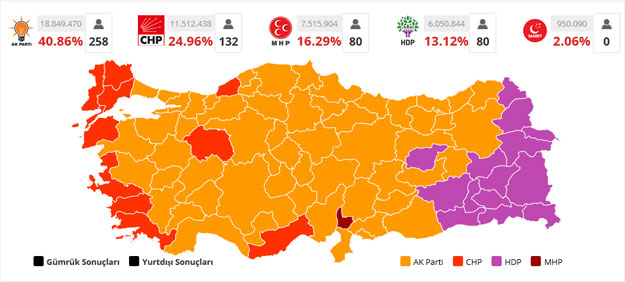 18.849.470
AK PARTİ
40.86% 258
11.512.438
CHP
24.96% 132
7.515.904
MHP
16.29% 80
6.050.844
HDP
13.12% 80
950.090
SAADET
2.06% 0
Gümrük Sonuçları
Yurtdışı Sonuçları
AK Parti
CHP
HDP
MHP